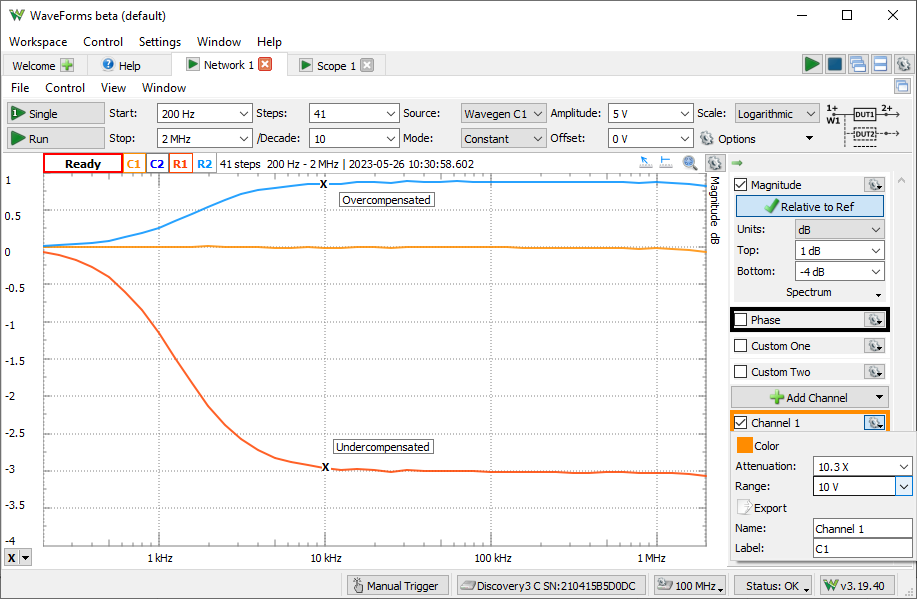 WaveForms beta (default)
Workspace Control Settings Window Help
Welcome Help Network 1 Scope 1
File Control View Window
Single Start: 200 Hz Steps: 41 Source: Wavegen C1 Amplitude: 5 V Scale: Logarithmic 1+ W1 DUT1 2+
Run Stop: 2 MHz /Decade: 10 Mode: Constant Offset: 0 V Options DUT2
Ready C1 C2 R1 R2 41 steps 200 Hz - 2 MHz | 2023-05-26 10:30:58.602
1
0.5
0
-0.5
-1
-1.5
-2
-2.5
-3
-3.5
-4
Magnitude dB
X Overcompensated
X Undercompensated
X 1 kHz 10 kHz 100 kHz 1 MHz
Magnitude
Relative to Ref
Units: dB
Top: 1 dB
Bottom: -4 dB
Spectrum
Phase
Custom One
Custom Two
Add Channel
Channel 1
Color
Attenuation: 10.3 X
Range: 10 V
Export
Name: Channel 1
Label: C1
Manual Trigger Discovery3 C SN:210415B5D0DC 100 MHz Status: OK v3.19.40